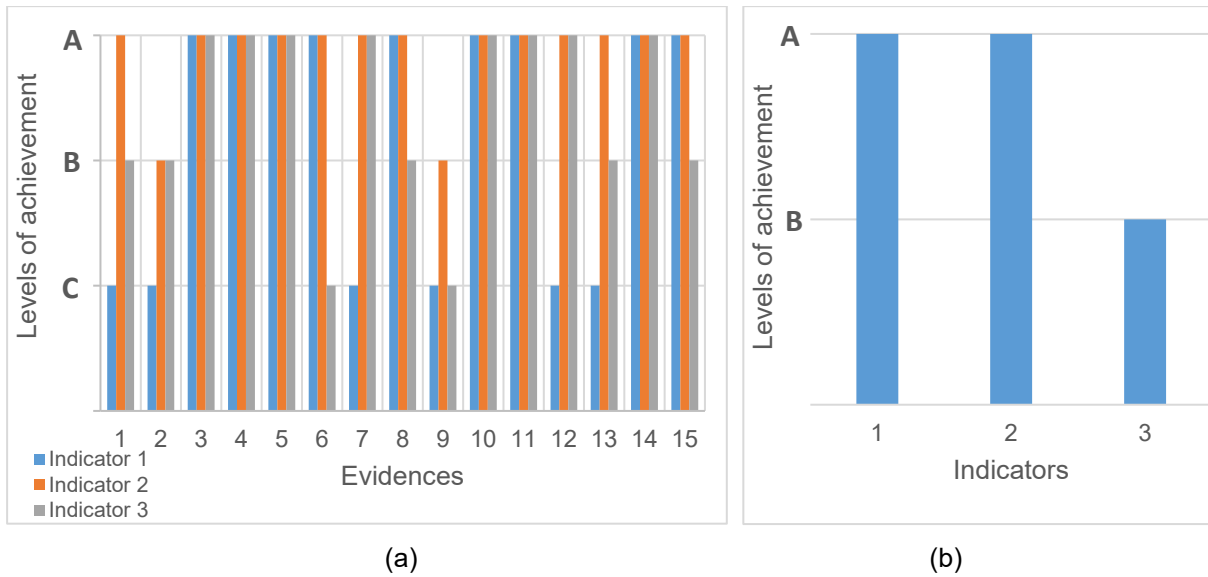 A
B
C
Levels of achievement
1 2 3 4 5 6 7 8 9 10 11 12 13 14 15
Evidences
Indicator 1
Indicator 2
Indicator 3
(a)
A
B
Levels of achievement
1 2 3
Indicators
(b)